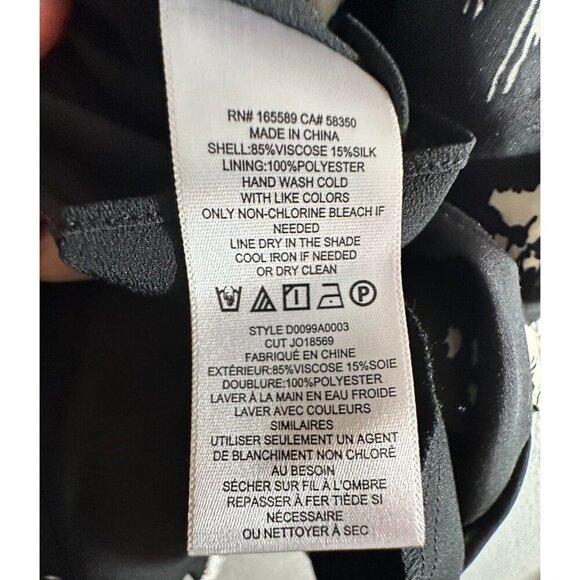 RN# 165589 CA# 58350
MADE IN CHINA
SHELL:85%VISCOSE 15%SILK
LINING:100%POLYESTER
HAND WASH COLD
WITH LIKE COLORS
ONLY NON-CHLORINE BLEACH IF
NEEDED
LINE DRY IN THE SHADE
COOL IRON IF NEEDED
OR DRY CLEAN
P
STYLE D0099A0003
CUT JO18569
FABRIQUÉ EN CHINE
EXTÉRIEUR:85%VISCOSE 15%SOIE
DOUBLURE:100%POLYESTER
LAVER À LA MAIN EN EAU FROIDE
LAVER AVEC COULEURS
SIMILAIRES
UTILISER SEULEMENT UN AGENT
DE BLANCHIMENT NON CHLORÉ
AU BESOIN
SÉCHER SUR FIL À L'OMBRE
REPASSER À FER TIÈDE SI
NÉCESSAIRE
OU NETTOYER À SEC